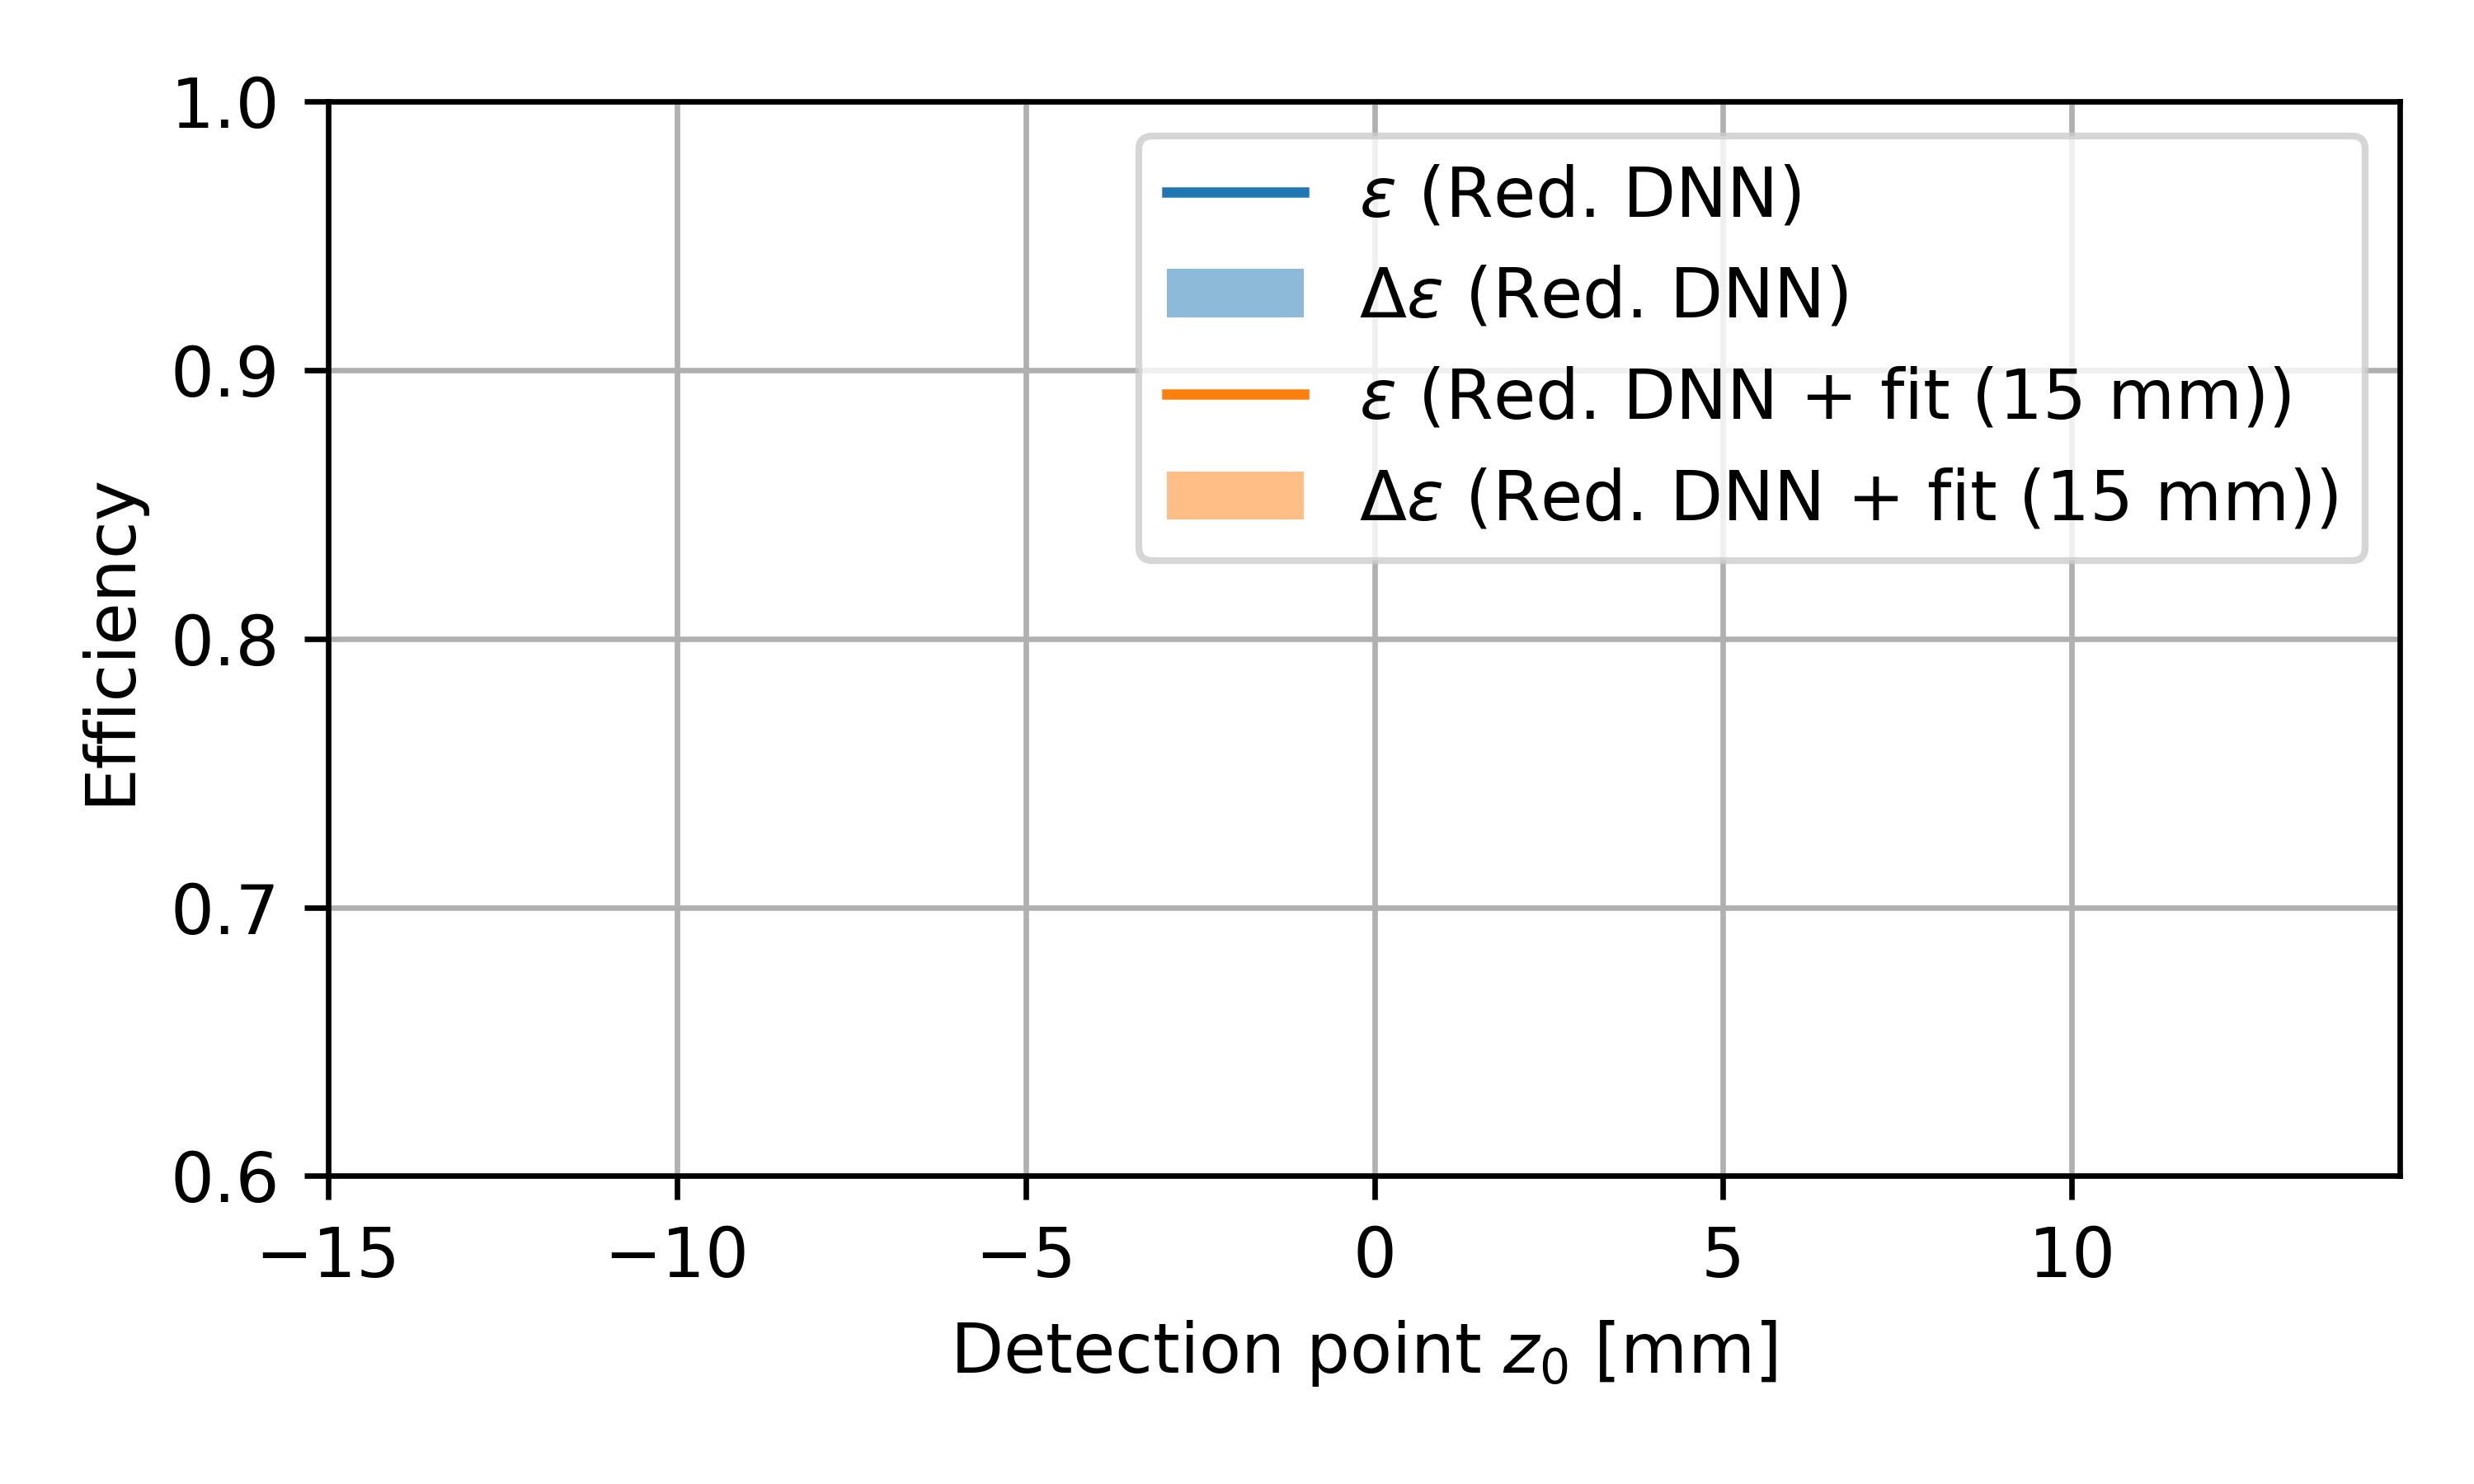 1.0
0.9
0.8
0.7
0.6
Efficiency
ε (Red. DNN)
Δε (Red. DNN)
ε (Red. DNN + fit (15 mm))
Δε (Red. DNN + fit (15 mm))
−15 −10 −5 0 5 10
Detection point z₀ [mm]